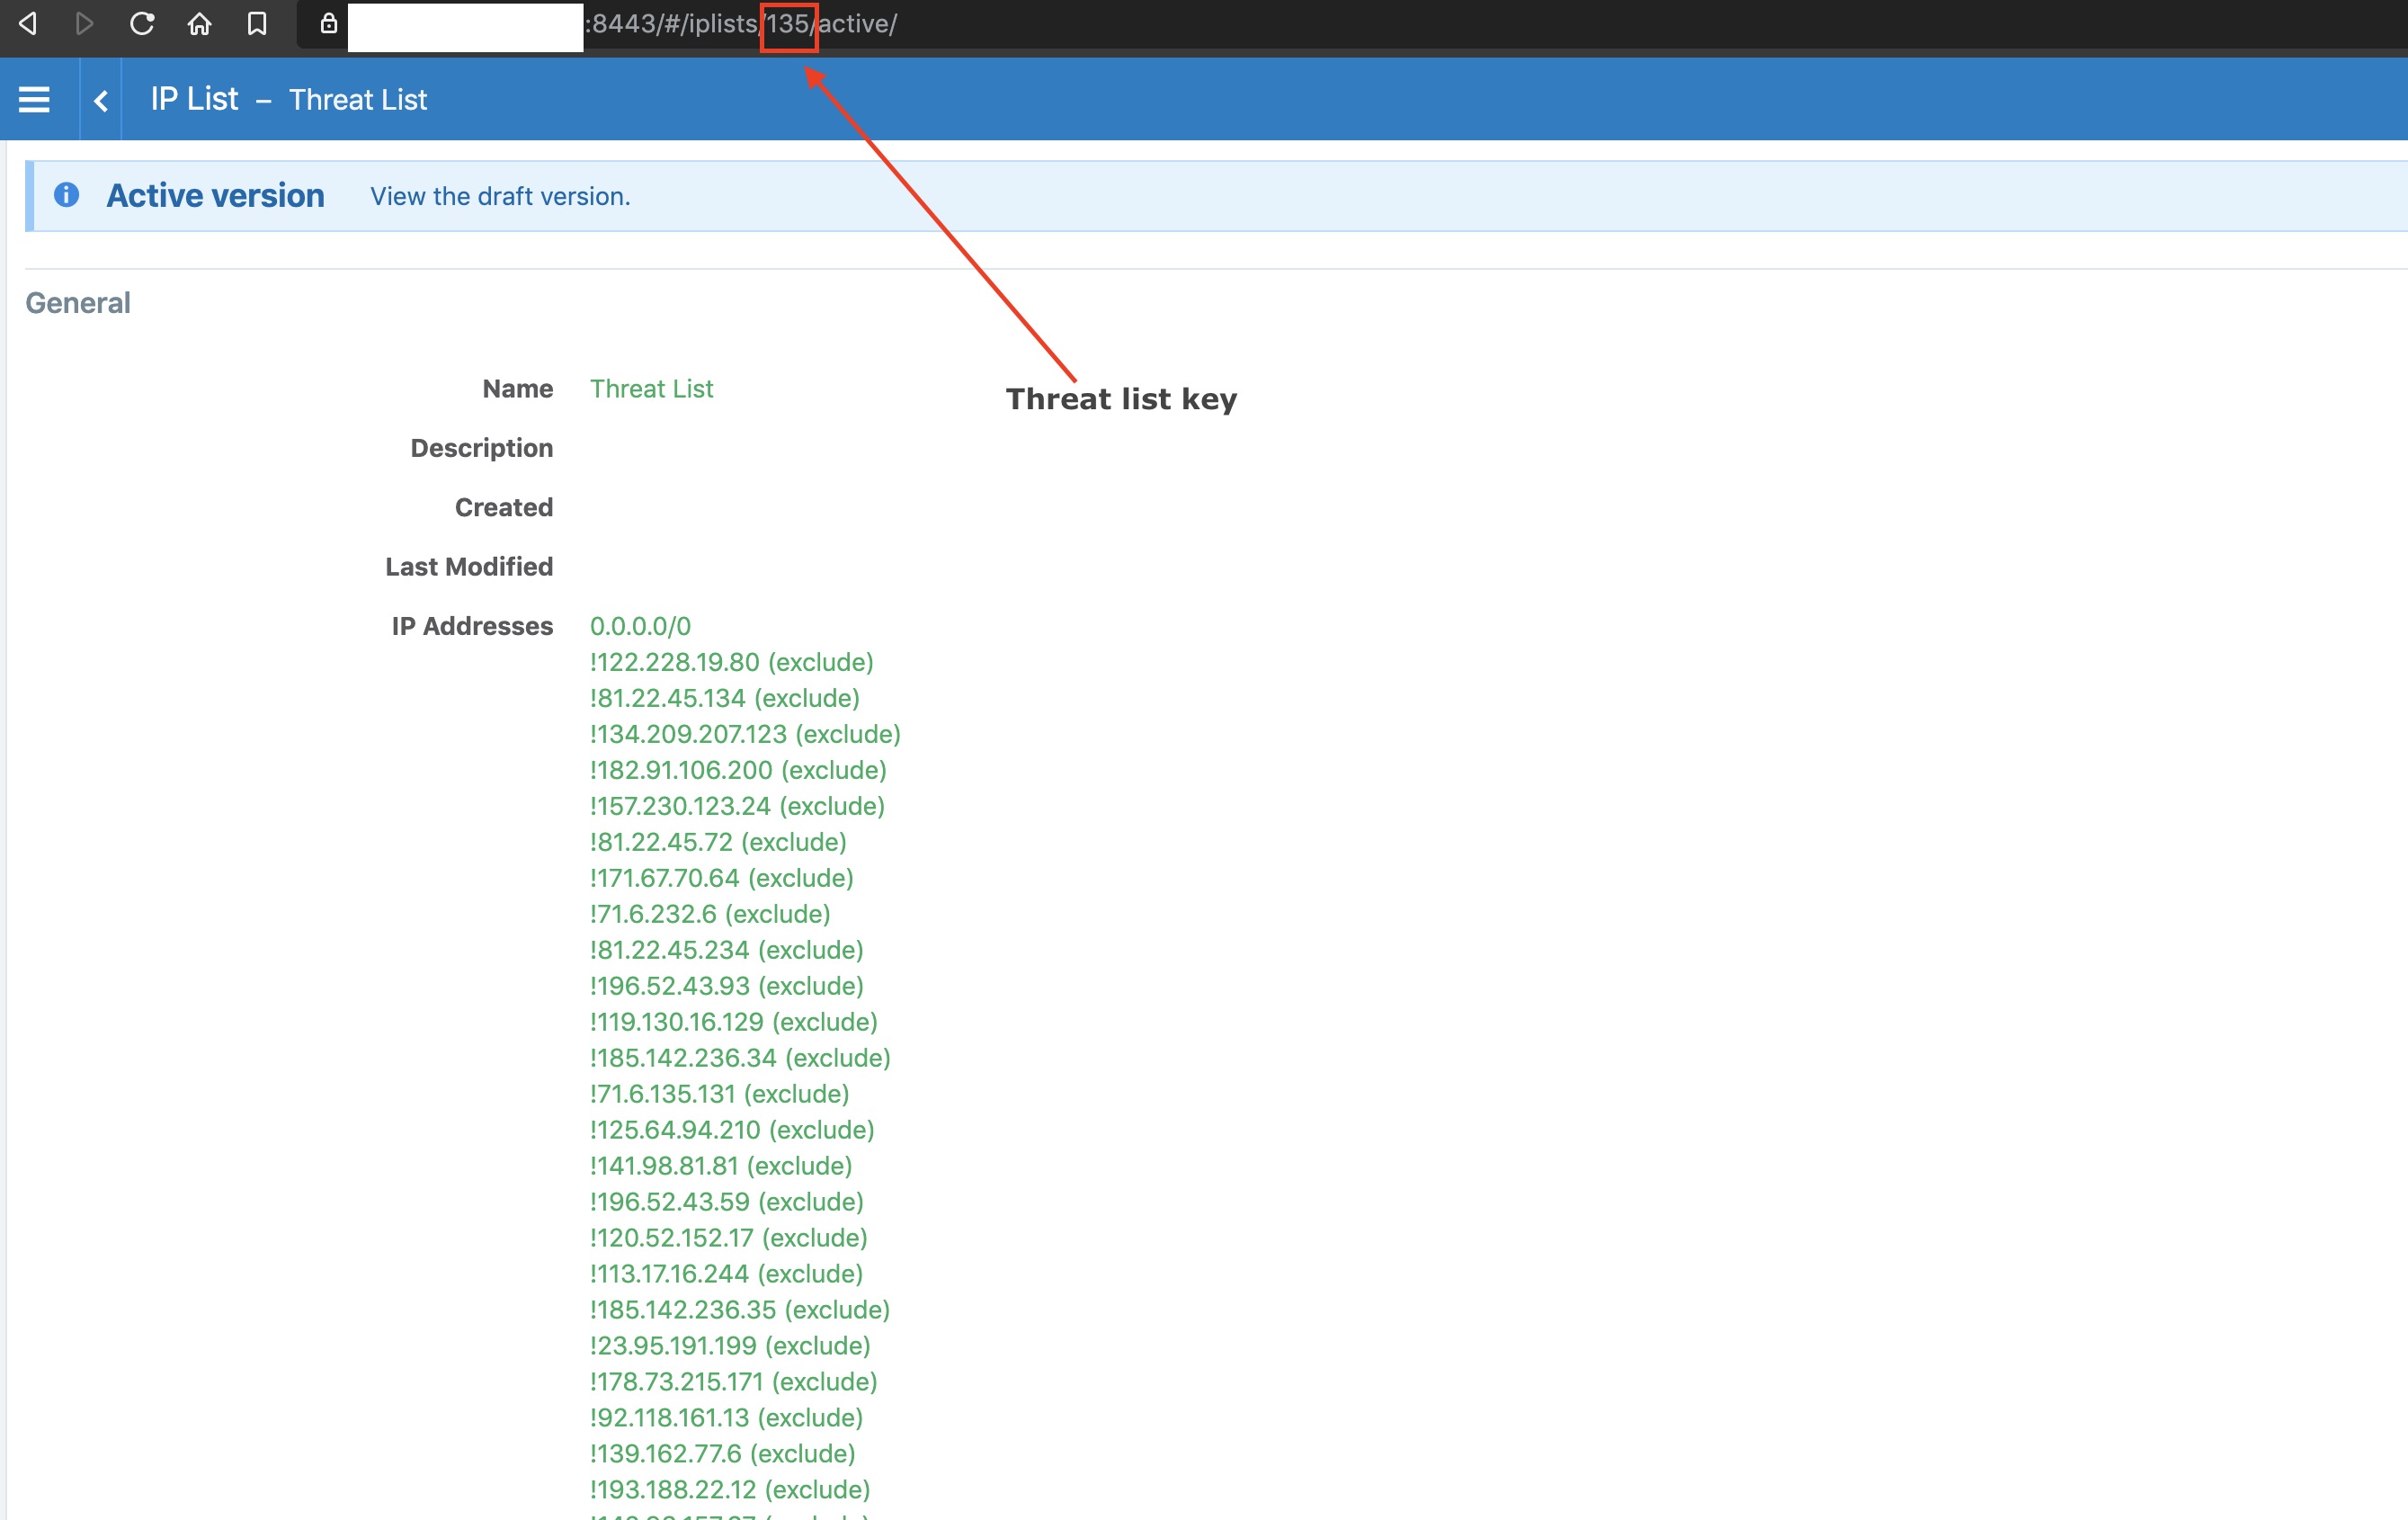 :8443/#/iplists/135/active/
IP List – Threat List
Active version View the draft version.
General
Name Threat List
Threat list key
Description
Created
Last Modified
IP Addresses 0.0.0.0/0
!122.228.19.80 (exclude)
!81.22.45.134 (exclude)
!134.209.207.123 (exclude)
!182.91.106.200 (exclude)
!157.230.123.24 (exclude)
!81.22.45.72 (exclude)
!171.67.70.64 (exclude)
!71.6.232.6 (exclude)
!81.22.45.234 (exclude)
!196.52.43.93 (exclude)
!119.130.16.129 (exclude)
!185.142.236.34 (exclude)
!71.6.135.131 (exclude)
!125.64.94.210 (exclude)
!141.98.81.81 (exclude)
!196.52.43.59 (exclude)
!120.52.152.17 (exclude)
!113.17.16.244 (exclude)
!185.142.236.35 (exclude)
!23.95.191.199 (exclude)
!178.73.215.171 (exclude)
!92.118.161.13 (exclude)
!139.162.77.6 (exclude)
!193.188.22.12 (exclude)